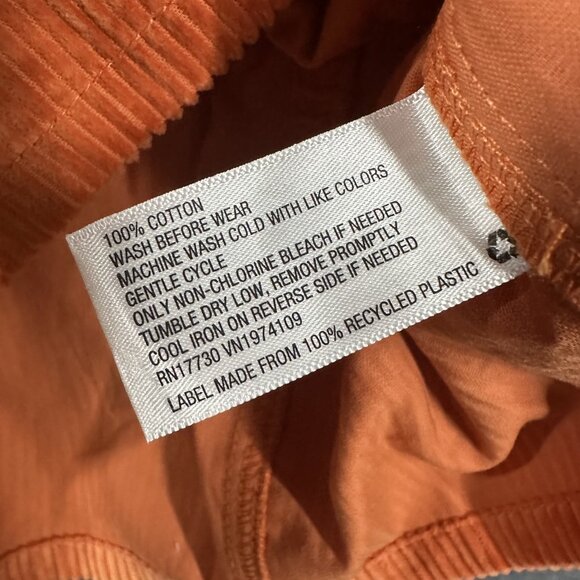 100% COTTON
WASH BEFORE WEAR
MACHINE WASH COLD WITH LIKE COLORS
GENTLE CYCLE
ONLY NON-CHLORINE BLEACH IF NEEDED
TUMBLE DRY LOW, REMOVE PROMPTLY
COOL IRON ON REVERSE SIDE IF NEEDED
RN17730 VN1974109
LABEL MADE FROM 100% RECYCLED PLASTIC